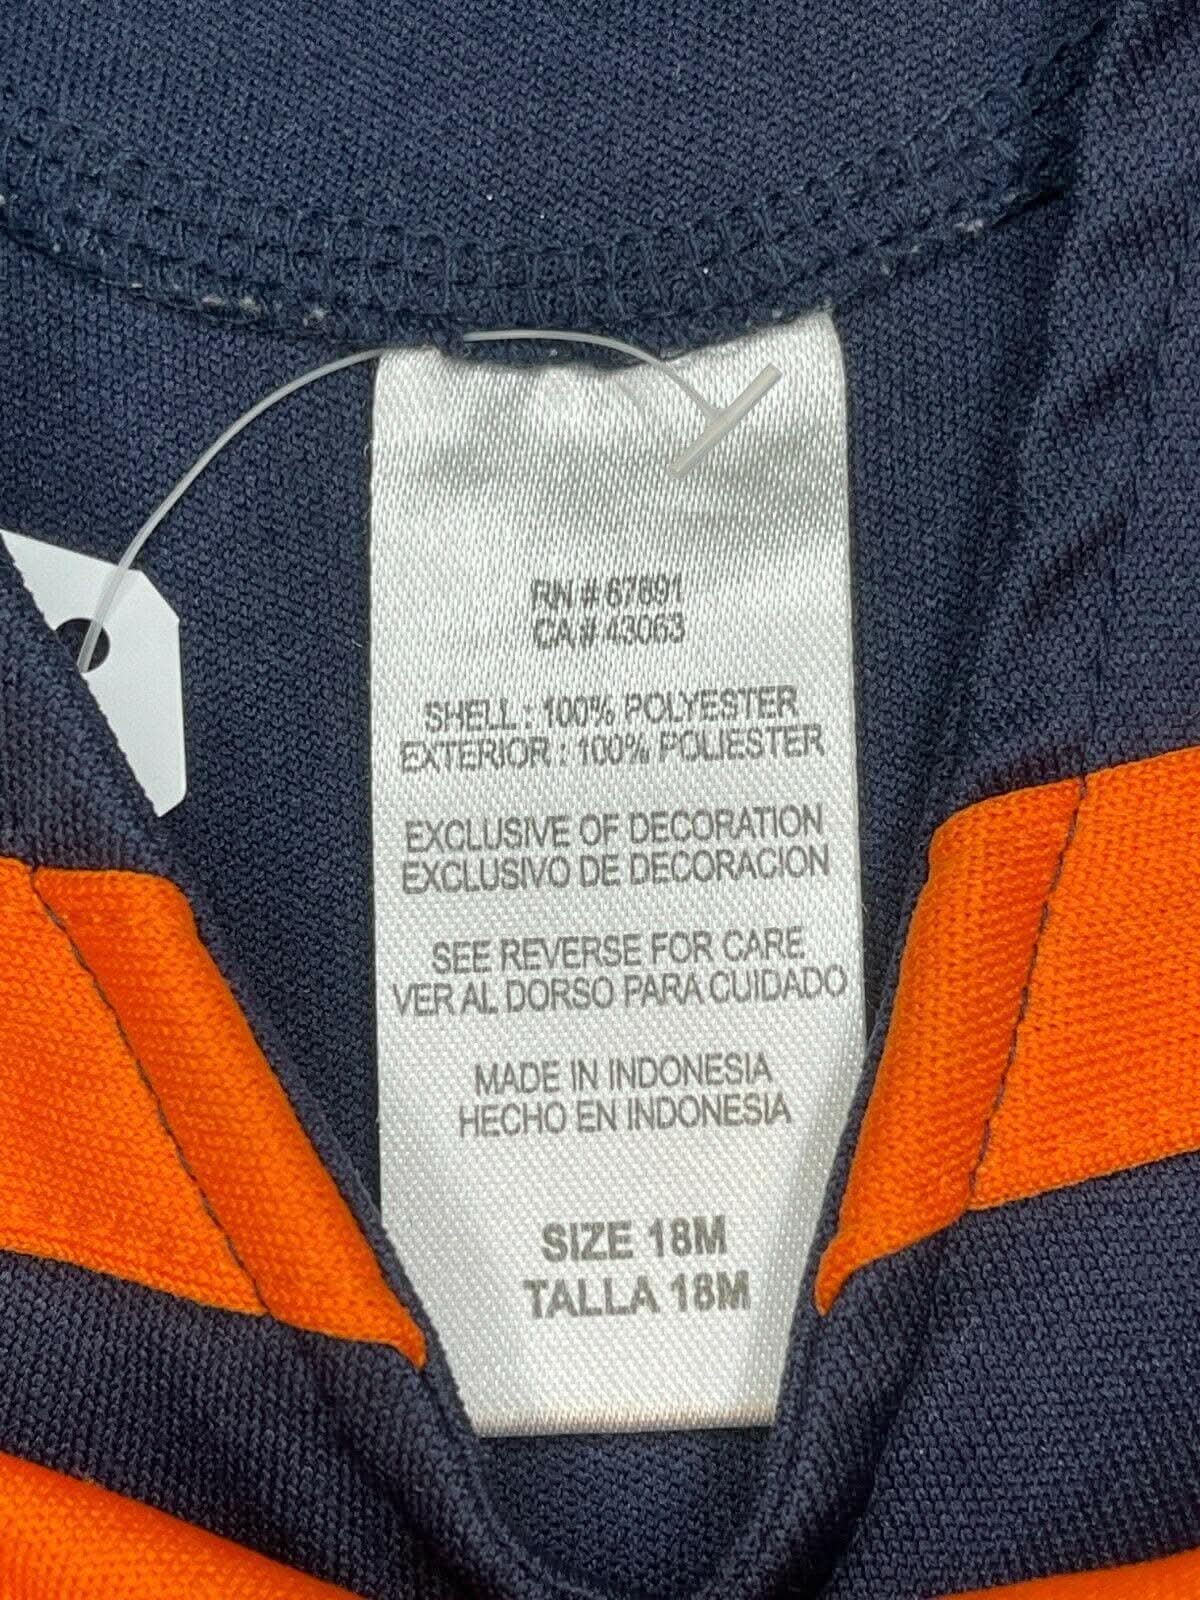 RN # 67891
CA # 43063
SHELL : 100% POLYESTER
EXTERIOR : 100% POLIESTER
EXCLUSIVE OF DECORATION
EXCLUSIVO DE DECORACION
SEE REVERSE FOR CARE
VER AL DORSO PARA CUIDADO
MADE IN INDONESIA
HECHO EN INDONESIA
SIZE 18M
TALLA 18M